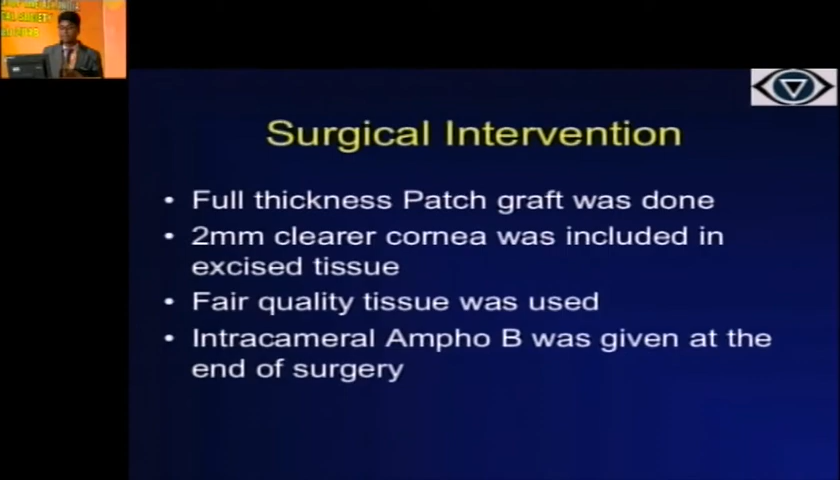 SOCIETY
Surgical Intervention
• Full thickness Patch graft was done
• 2mm clearer cornea was included in
excised tissue
• Fair quality tissue was used
• Intracameral Ampho B was given at the
end of surgery